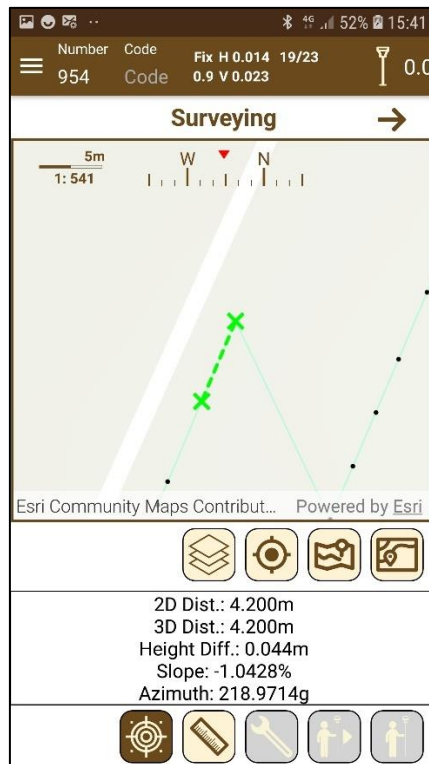 4G 52% 15:41
Number Code Fix H 0.014 19/23
954 Code 0.9 V 0.023 0.0
Surveying
5m
1: 541
W N
Esri Community Maps Contribut... Powered by Esri
2D Dist.: 4.200m
3D Dist.: 4.200m
Height Diff.: 0.044m
Slope: -1.0428%
Azimuth: 218.9714g